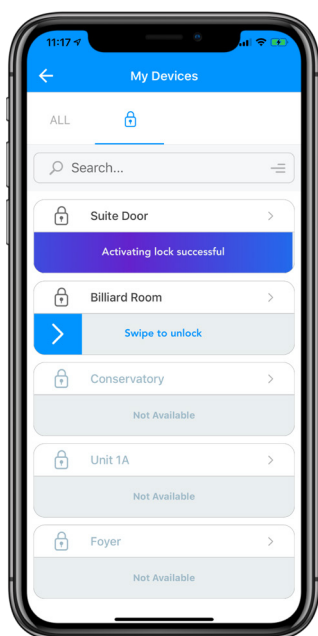 11:17
My Devices
ALL
Search...
Suite Door
Activating lock successful
Billiard Room
Swipe to unlock
Conservatory
Not Available
Unit 1A
Not Available
Foyer
Not Available